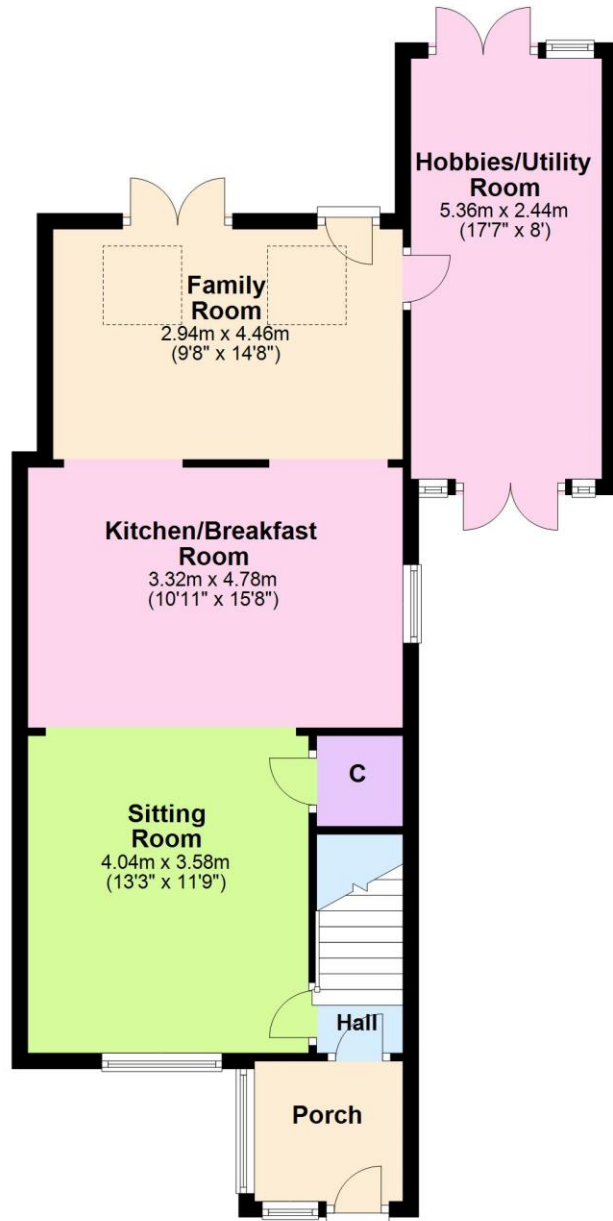 Hobbies/Utility
Room
5.36m x 2.44m
(17'7" x 8')
Family
Room
2.94m x 4.46m
(9'8" x 14'8")
Kitchen/Breakfast
Room
3.32m x 4.78m
(10'11" x 15'8")
C
Sitting
Room
4.04m x 3.58m
(13'3" x 11'9")
Hall
Porch